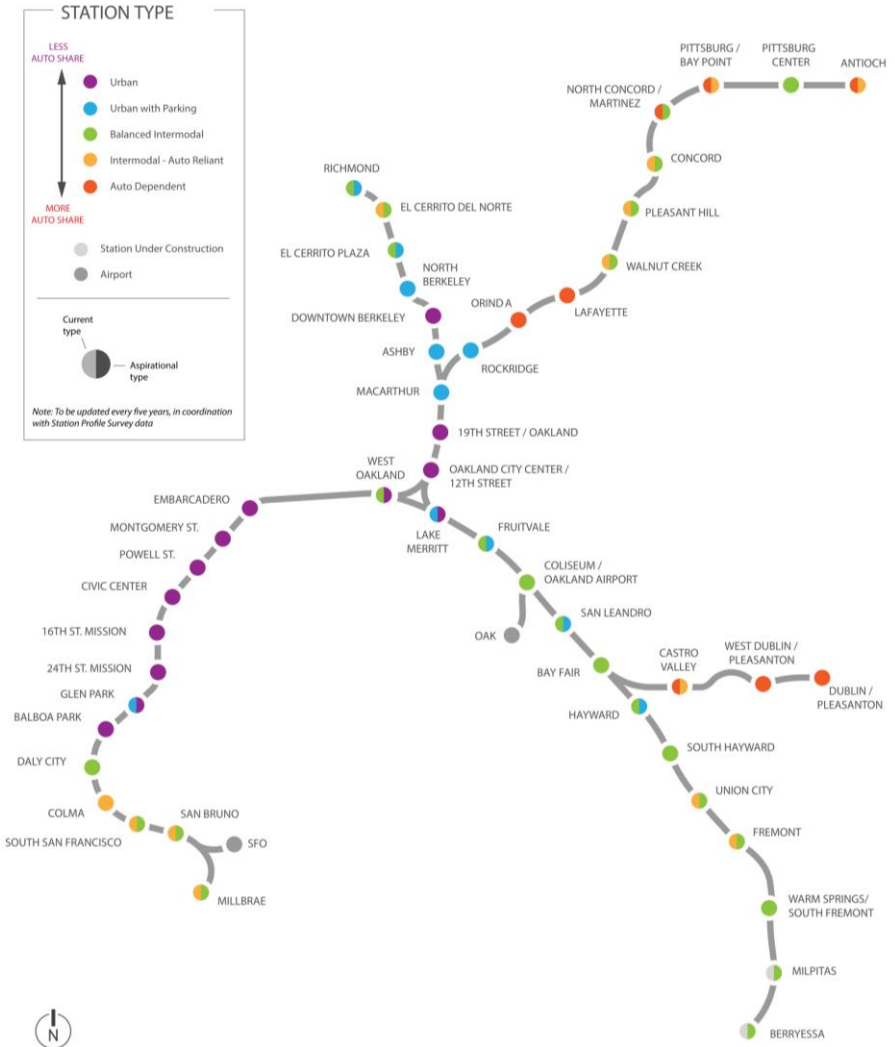 STATION TYPE
LESS
AUTO SHARE
Urban
Urban with Parking
Balanced Intermodal
Intermodal - Auto Reliant
Auto Dependent
MORE
AUTO SHARE
Station Under Construction
Airport
Current
type
Aspirational
type
Note: To be updated every five years, in coordination
with Station Profile Survey data
PITTSBURG /
BAY POINT
PITTSBURG
CENTER
ANTIOCH
NORTH CONCORD /
MARTINEZ
CONCORD
PLEASANT HILL
WALNUT CREEK
LAFAYETTE
ORIND A
ROCKRIDGE
RICHMOND
EL CERRITO DEL NORTE
EL CERRITO PLAZA
NORTH
BERKELEY
DOWNTOWN BERKELEY
ASHBY
MACARTHUR
19TH STREET / OAKLAND
OAKLAND CITY CENTER /
12TH STREET
WEST
OAKLAND
LAKE
MERRITT
EMBARCADERO
MONTGOMERY ST.
POWELL ST.
CIVIC CENTER
16TH ST. MISSION
24TH ST. MISSION
GLEN PARK
BALBOA PARK
DALY CITY
COLMA
SOUTH SAN FRANCISCO
SAN BRUNO
SFO
MILLBRAE
FRUITVALE
COLISEUM /
OAKLAND AIRPORT
OAK
SAN LEANDRO
BAY FAIR
CASTRO
VALLEY
WEST DUBLIN /
PLEASANTON
DUBLIN /
PLEASANTON
HAYWARD
SOUTH HAYWARD
UNION CITY
FREMONT
WARM SPRINGS/
SOUTH FREMONT
MILPITAS
BERRYESSA
N